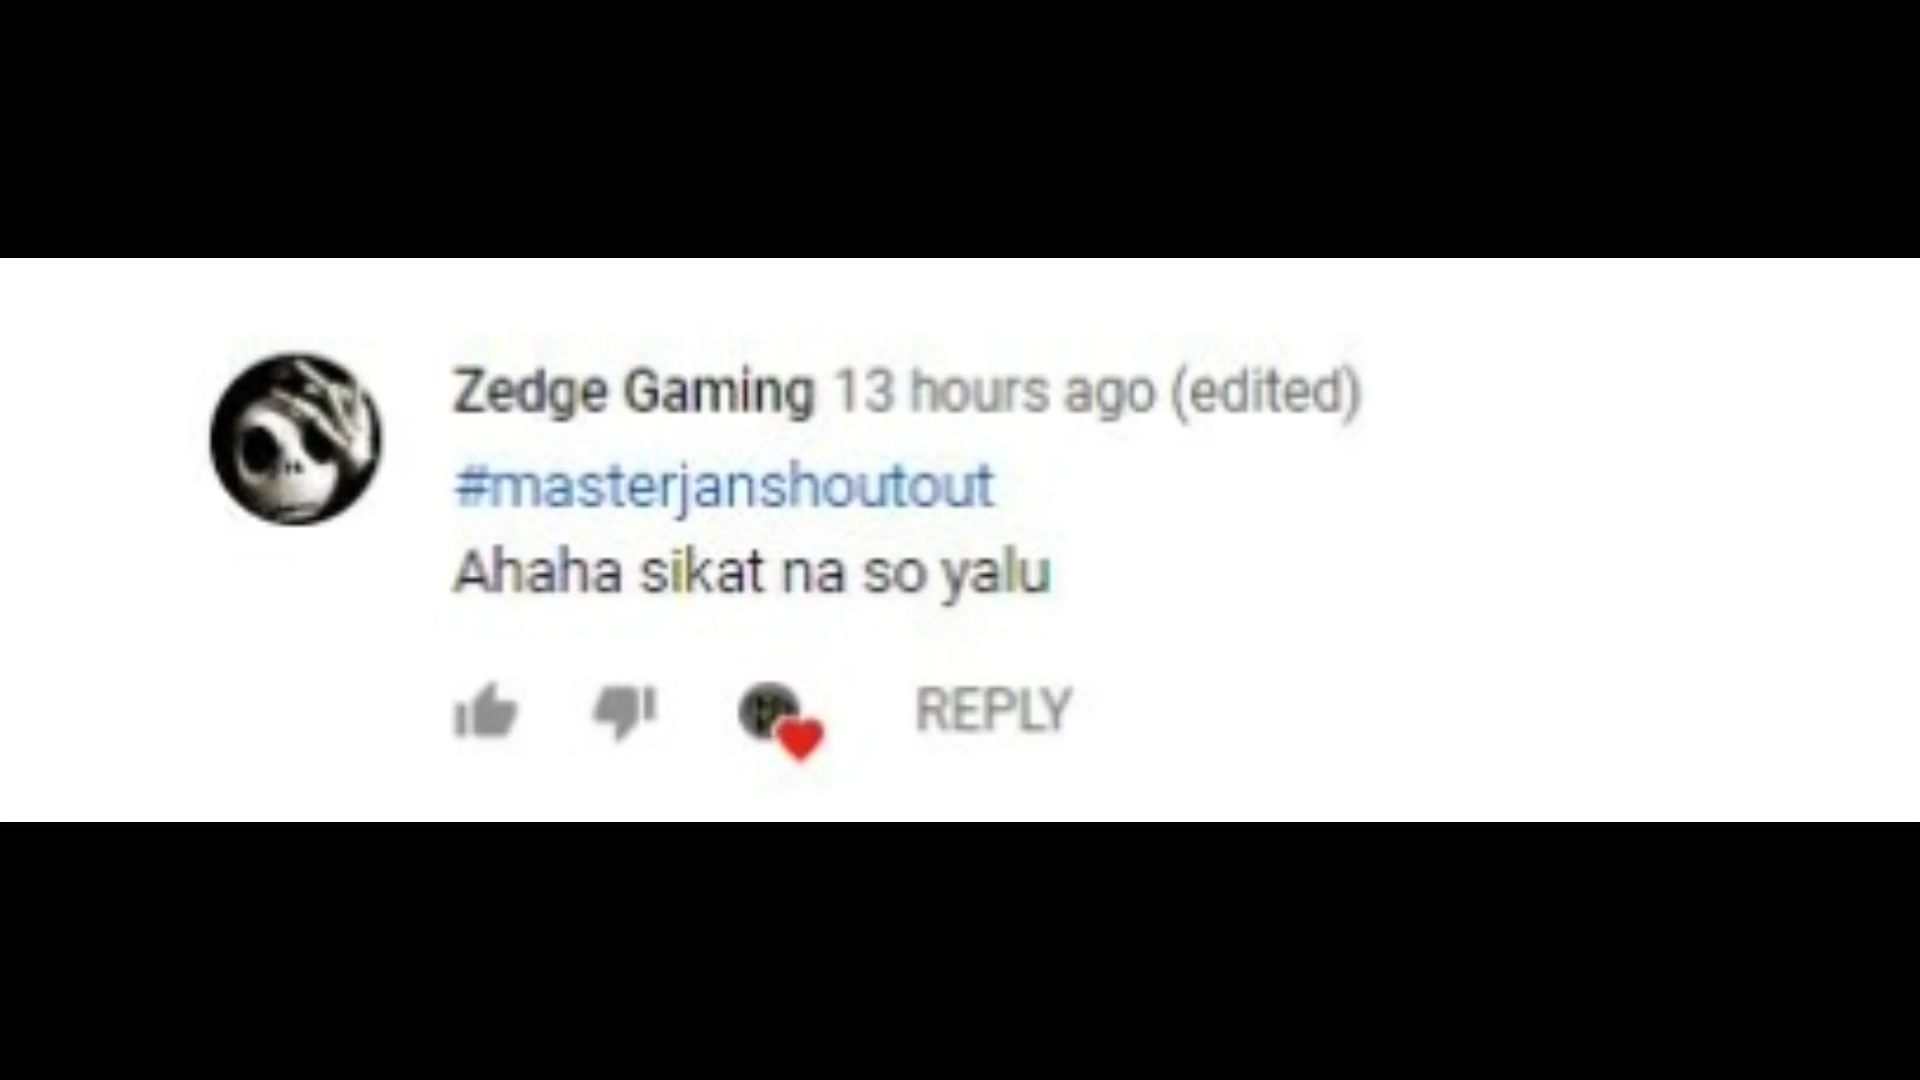 Zedge Gaming 13 hours ago (edited)
#masterjanshoutout
Ahaha sikat na so yalu
REPLY